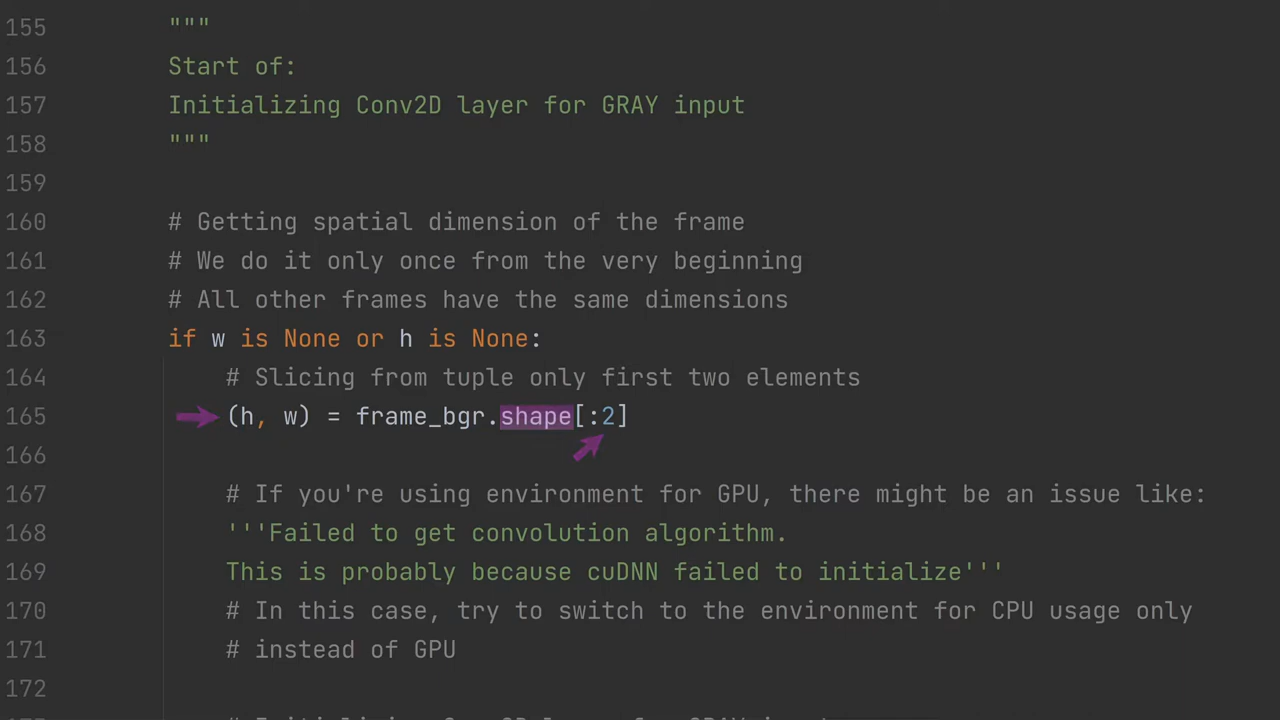 155 """
156 Start of:
157 Initializing Conv2D layer for GRAY input
158 """
159
160 # Getting spatial dimension of the frame
161 # We do it only once from the very beginning
162 # All other frames have the same dimensions
163 if w is None or h is None:
164 # Slicing from tuple only first two elements
165 (h, w) = frame_bgr.shape[:2]
166
167 # If you're using environment for GPU, there might be an issue like:
168 '''Failed to get convolution algorithm.
169 This is probably because cuDNN failed to initialize'''
170 # In this case, try to switch to the environment for CPU usage only
171 # instead of GPU
172